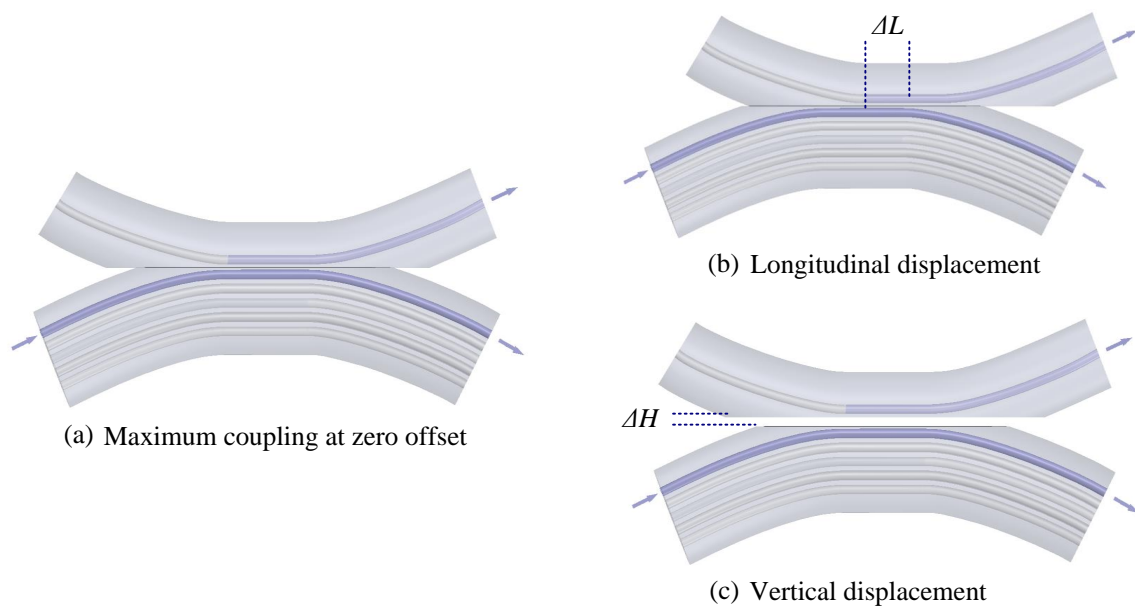 (a) Maximum coupling at zero offset
ΔL
(b) Longitudinal displacement
ΔH
(c) Vertical displacement